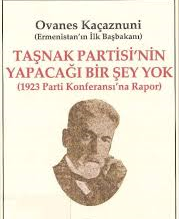 Ovanes Kaçaznuni
(Ermenistan'ın İlk Başbakanı)
TAŞNAK PARTİSİ'NİN
YAPACAĞI BİR ŞEY YOK
(1923 Parti Konferansı'na Rapor)